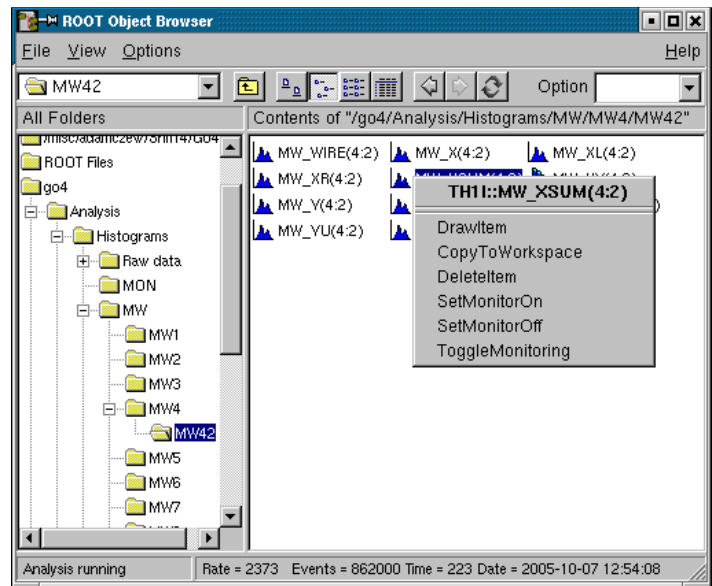 ROOT Object Browser
File View Options Help
MW42 Option
All Folders Contents of "/go4/Analysis/Histograms/MW/MW4/MW42"
ROOT Files
go4
Analysis
Histograms
Raw data
MON
MW
MW1
MW2
MW3
MW4
MW42
MW5
MW6
MW7
MW_WIRE(4:2) MW_X(4:2) MW_XL(4:2)
MW_XR(4:2)
MW_Y(4:2)
MW_YU(4:2)
TH1I::MW_XSUM(4:2)
DrawItem
CopyToWorkspace
DeleteItem
SetMonitorOn
SetMonitorOff
ToggleMonitoring
Analysis running Rate = 2373 Events = 862000 Time = 223 Date = 2005-10-07 12:54:08